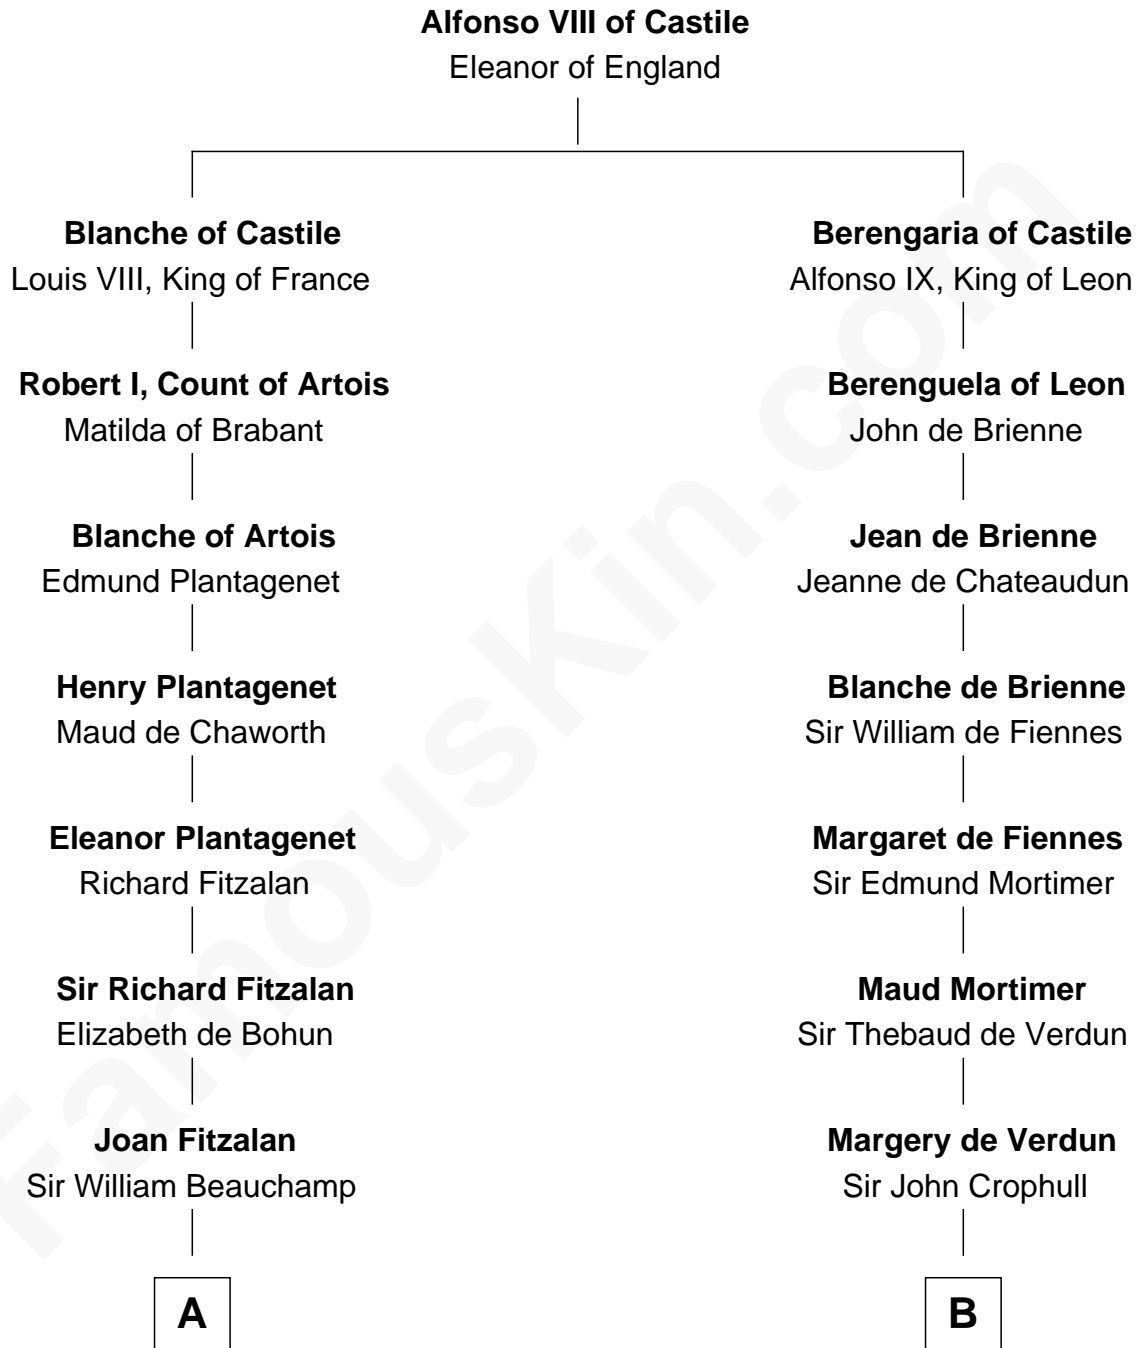 Alfonso VIII of Castile
Eleanor of England
Blanche of Castile
Louis VIII, King of France
Berengaria of Castile
Alfonso IX, King of Leon
Robert I, Count of Artois
Matilda of Brabant
Berenguela of Leon
John de Brienne
Blanche of Artois
Edmund Plantagenet
Jean de Brienne
Jeanne de Chateaudun
Henry Plantagenet
Maud de Chaworth
Blanche de Brienne
Sir William de Fiennes
Eleanor Plantagenet
Richard Fitzalan
Margaret de Fiennes
Sir Edmund Mortimer
Sir Richard Fitzalan
Elizabeth de Bohun
Maud Mortimer
Sir Thebaud de Verdun
Joan Fitzalan
Sir William Beauchamp
Margery de Verdun
Sir John Crophull
A
B
FamousKin.com